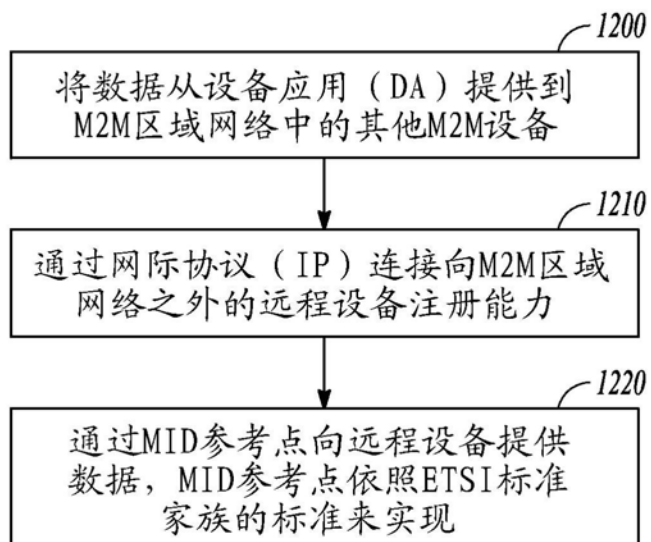 1200
将数据从设备应用（DA）提供到
M2M区域网络中的其他M2M设备
1210
通过网际协议（IP）连接向M2M区域
网络之外的远程设备注册能力
1220
通过MID参考点向远程设备提供
数据，MID参考点依照ETSI标准
家族的标准来实现